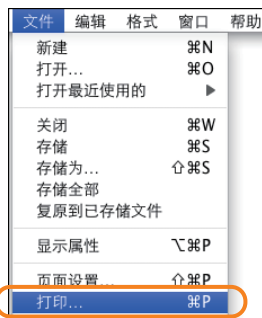 文件 编辑 格式 窗口 帮助
新建 ⌘N
打开... ⌘O
打开最近使用的 ▶
关闭 ⌘W
存储 ⌘S
存储为... ⇧⌘S
存储全部
复原到已存储文件
显示属性 ⌥⌘P
页面设置... ⇧⌘P
打印... ⌘P